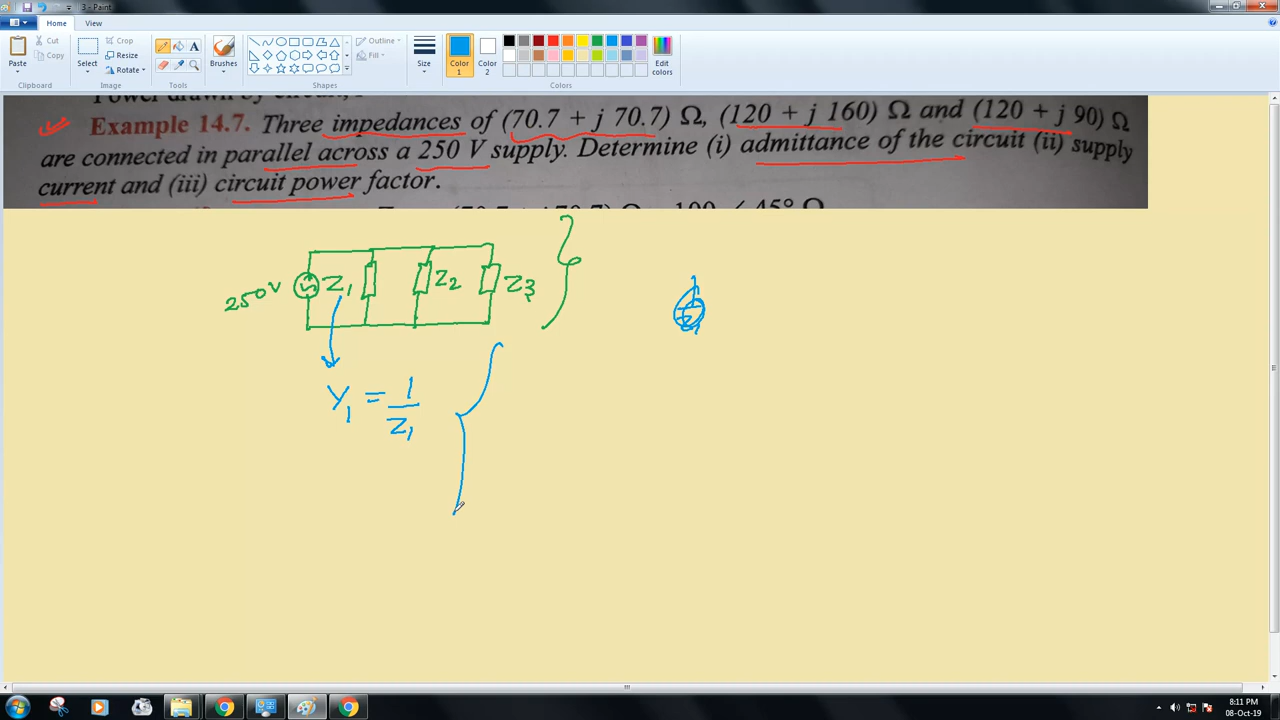 3 - Paint
Home View
Paste
Cut
Copy
Clipboard
Select
Crop
Resize
Rotate
Image
A
Tools
Brushes
Shapes
Outline
Fill
Size
Color 1
Color 2
Edit colors
Colors
Example 14.7. Three impedances of (70.7 + j 70.7) Ω, (120 + j 160) Ω and (120 + j 90) Ω
are connected in parallel across a 250 V supply. Determine (i) admittance of the circuit (ii) supply
current and (iii) circuit power factor.
250V Z1 Z2 Z3
Y1 = 1/Z1
8:11 PM
08-Oct-19